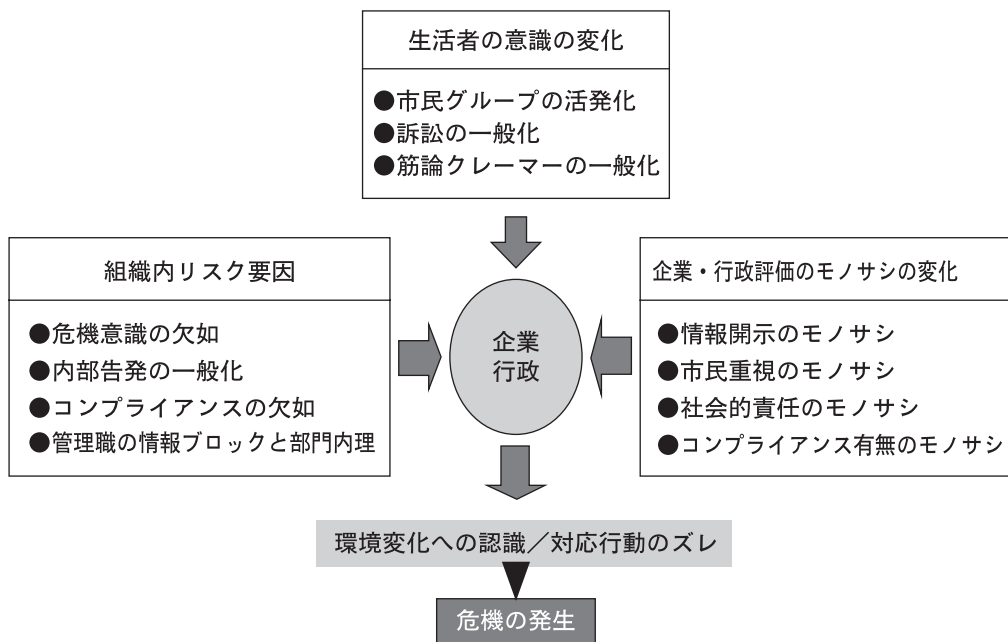 生活者の意識の変化
●市民グループの活発化
●訴訟の一般化
●筋論クレーマーの一般化
組織内リスク要因
●危機意識の欠如
●内部告発の一般化
●コンプライアンスの欠如
●管理職の情報ブロックと部門内理
企業
行政
企業・行政評価のモノサシの変化
●情報開示のモノサシ
●市民重視のモノサシ
●社会的責任のモノサシ
●コンプライアンス有無のモノサシ
環境変化への認識／対応行動のズレ
危機の発生